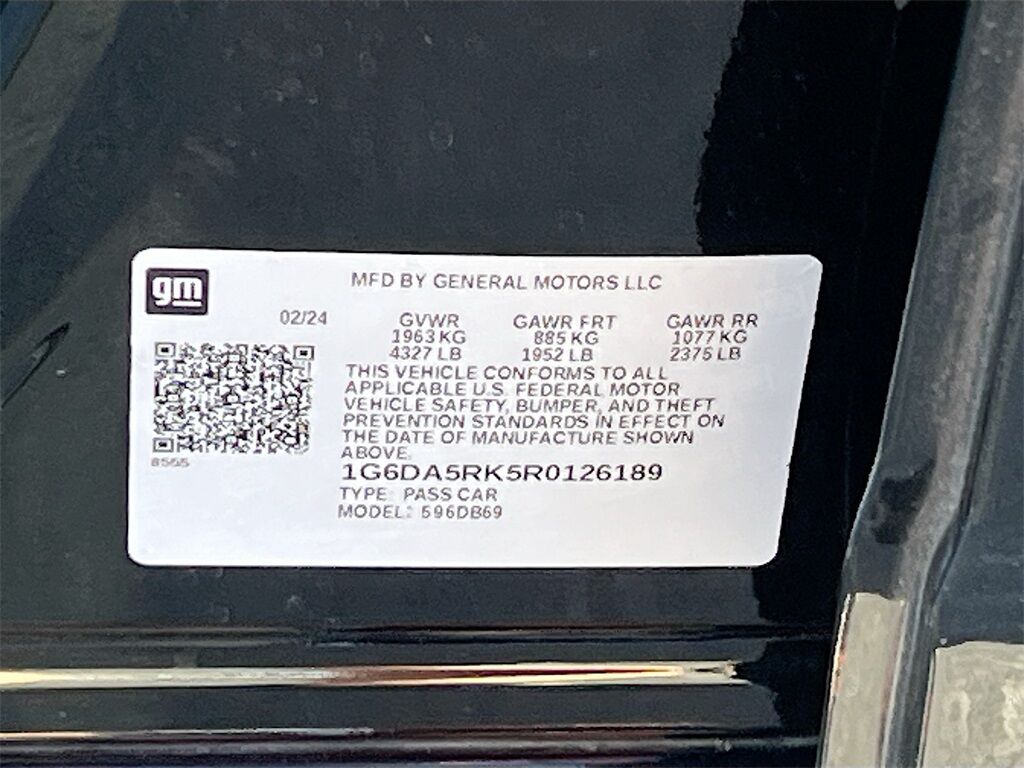 gm
MFD BY GENERAL MOTORS LLC
02/24
GVWR GAWR FRT GAWR RR
1963 KG 885 KG 1077 KG
4327 LB 1952 LB 2375 LB
THIS VEHICLE CONFORMS TO ALL
APPLICABLE U.S. FEDERAL MOTOR
VEHICLE SAFETY, BUMPER, AND THEFT
PREVENTION STANDARDS IN EFFECT ON
THE DATE OF MANUFACTURE SHOWN
ABOVE.
1G6DA5RK5R0126189
TYPE: PASS CAR
MODEL: